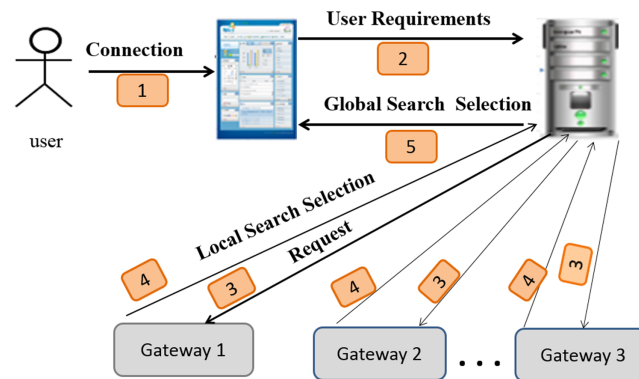 Connection
1
User Requirements
2
Global Search Selection
5
user
Local Search Selection
Request
4
3
4
3
4
3
Gateway 1
Gateway 2
. . .
Gateway 3